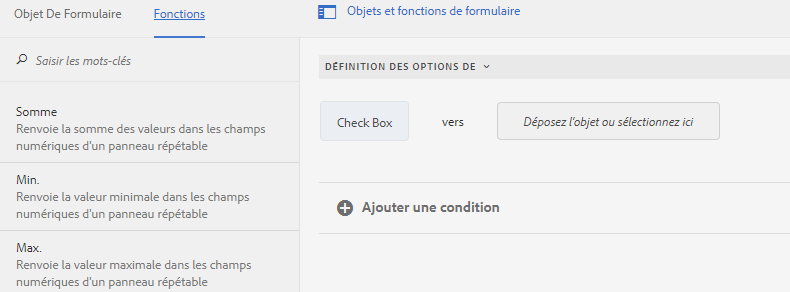 Objet De Formulaire
Fonctions
Objets et fonctions de formulaire
Saisir les mots-clés
DÉFINITION DES OPTIONS DE
Check Box
vers
Déposez l'objet ou sélectionnez ici
Somme
Renvoie la somme des valeurs dans les champs
numériques d'un panneau répétable
Min.
Renvoie la valeur minimale dans les champs
numériques d'un panneau répétable
Ajouter une condition
Max.
Renvoie la valeur maximale dans les champs
numériques d'un panneau répétable